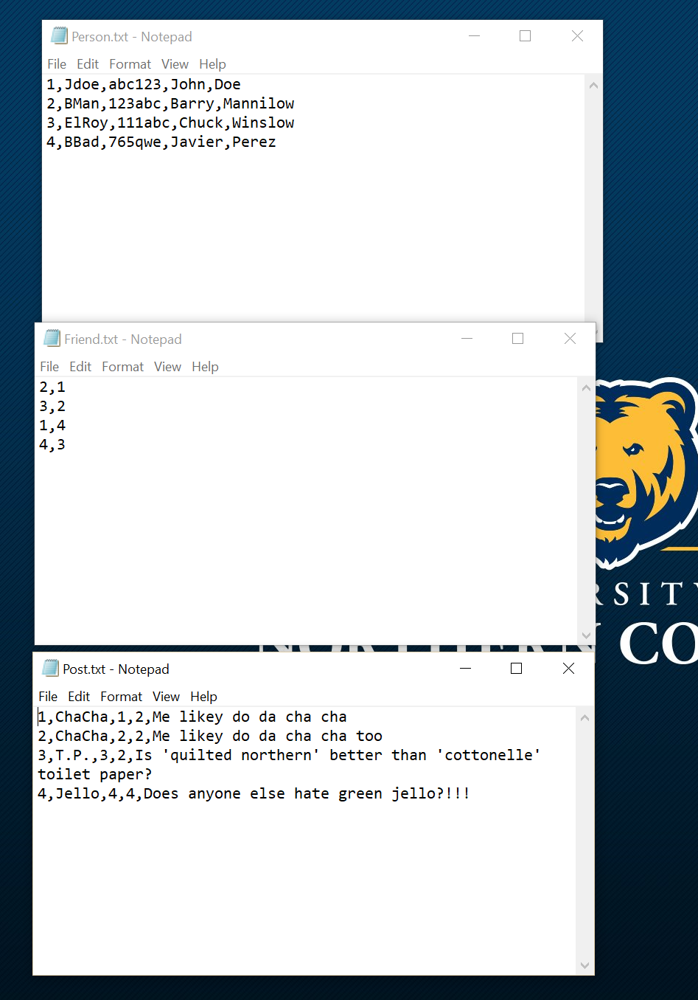 Person.txt - Notepad
File Edit Format View Help
1,Jdoe,abc123,John,Doe
2,BMan,123abc,Barry,Mannilow
3,ElRoy,111abc,Chuck,Winslow
4,BBad,765qwe,Javier,Perez
Friend.txt - Notepad
File Edit Format View Help
2,1
3,2
1,4
4,3
RSITY
NORTHERN CO
Post.txt - Notepad
File Edit Format View Help
1,ChaCha,1,2,Me likey do da cha cha
2,ChaCha,2,2,Me likey do da cha cha too
3,T.P.,3,2,Is 'quilted northern' better than 'cottonelle'
toilet paper?
4,Jello,4,4,Does anyone else hate green jello?!!!